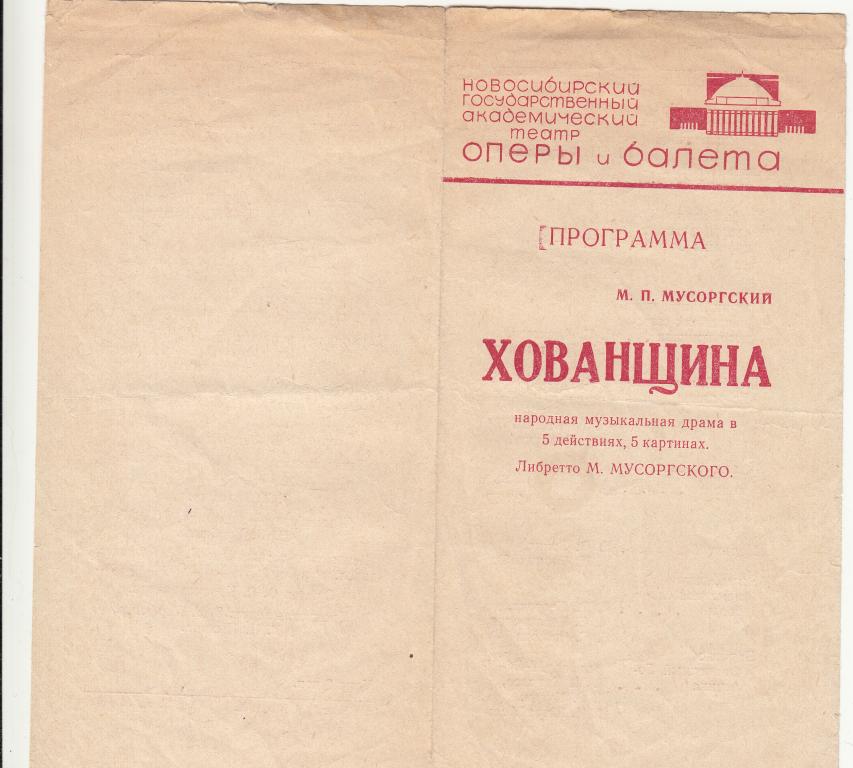 НОВОСИБИРСКИЙ
ГОСУДАРСТВЕННЫЙ
АКАДЕМИЧЕСКИЙ
ТЕАТР
ОПЕРЫ и БАЛЕТА
[ПРОГРАММА
М. П. МУСОРГСКИЙ
ХОВАНЩИНА
народная музыкальная драма в
5 действиях, 5 картинах.
Либретто М. МУСОРГСКОГО.